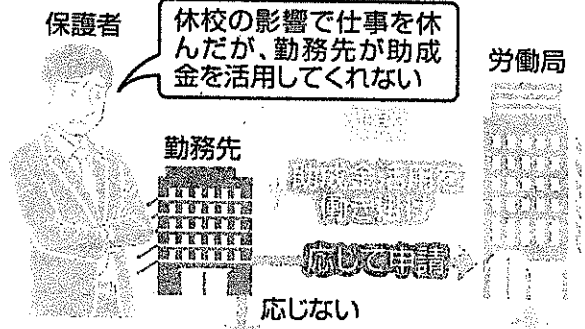 保護者
休校の影響で仕事を休
んだが、勤務先が助成
金を活用してくれない
労働局
勤務先
応じて申請
応じない